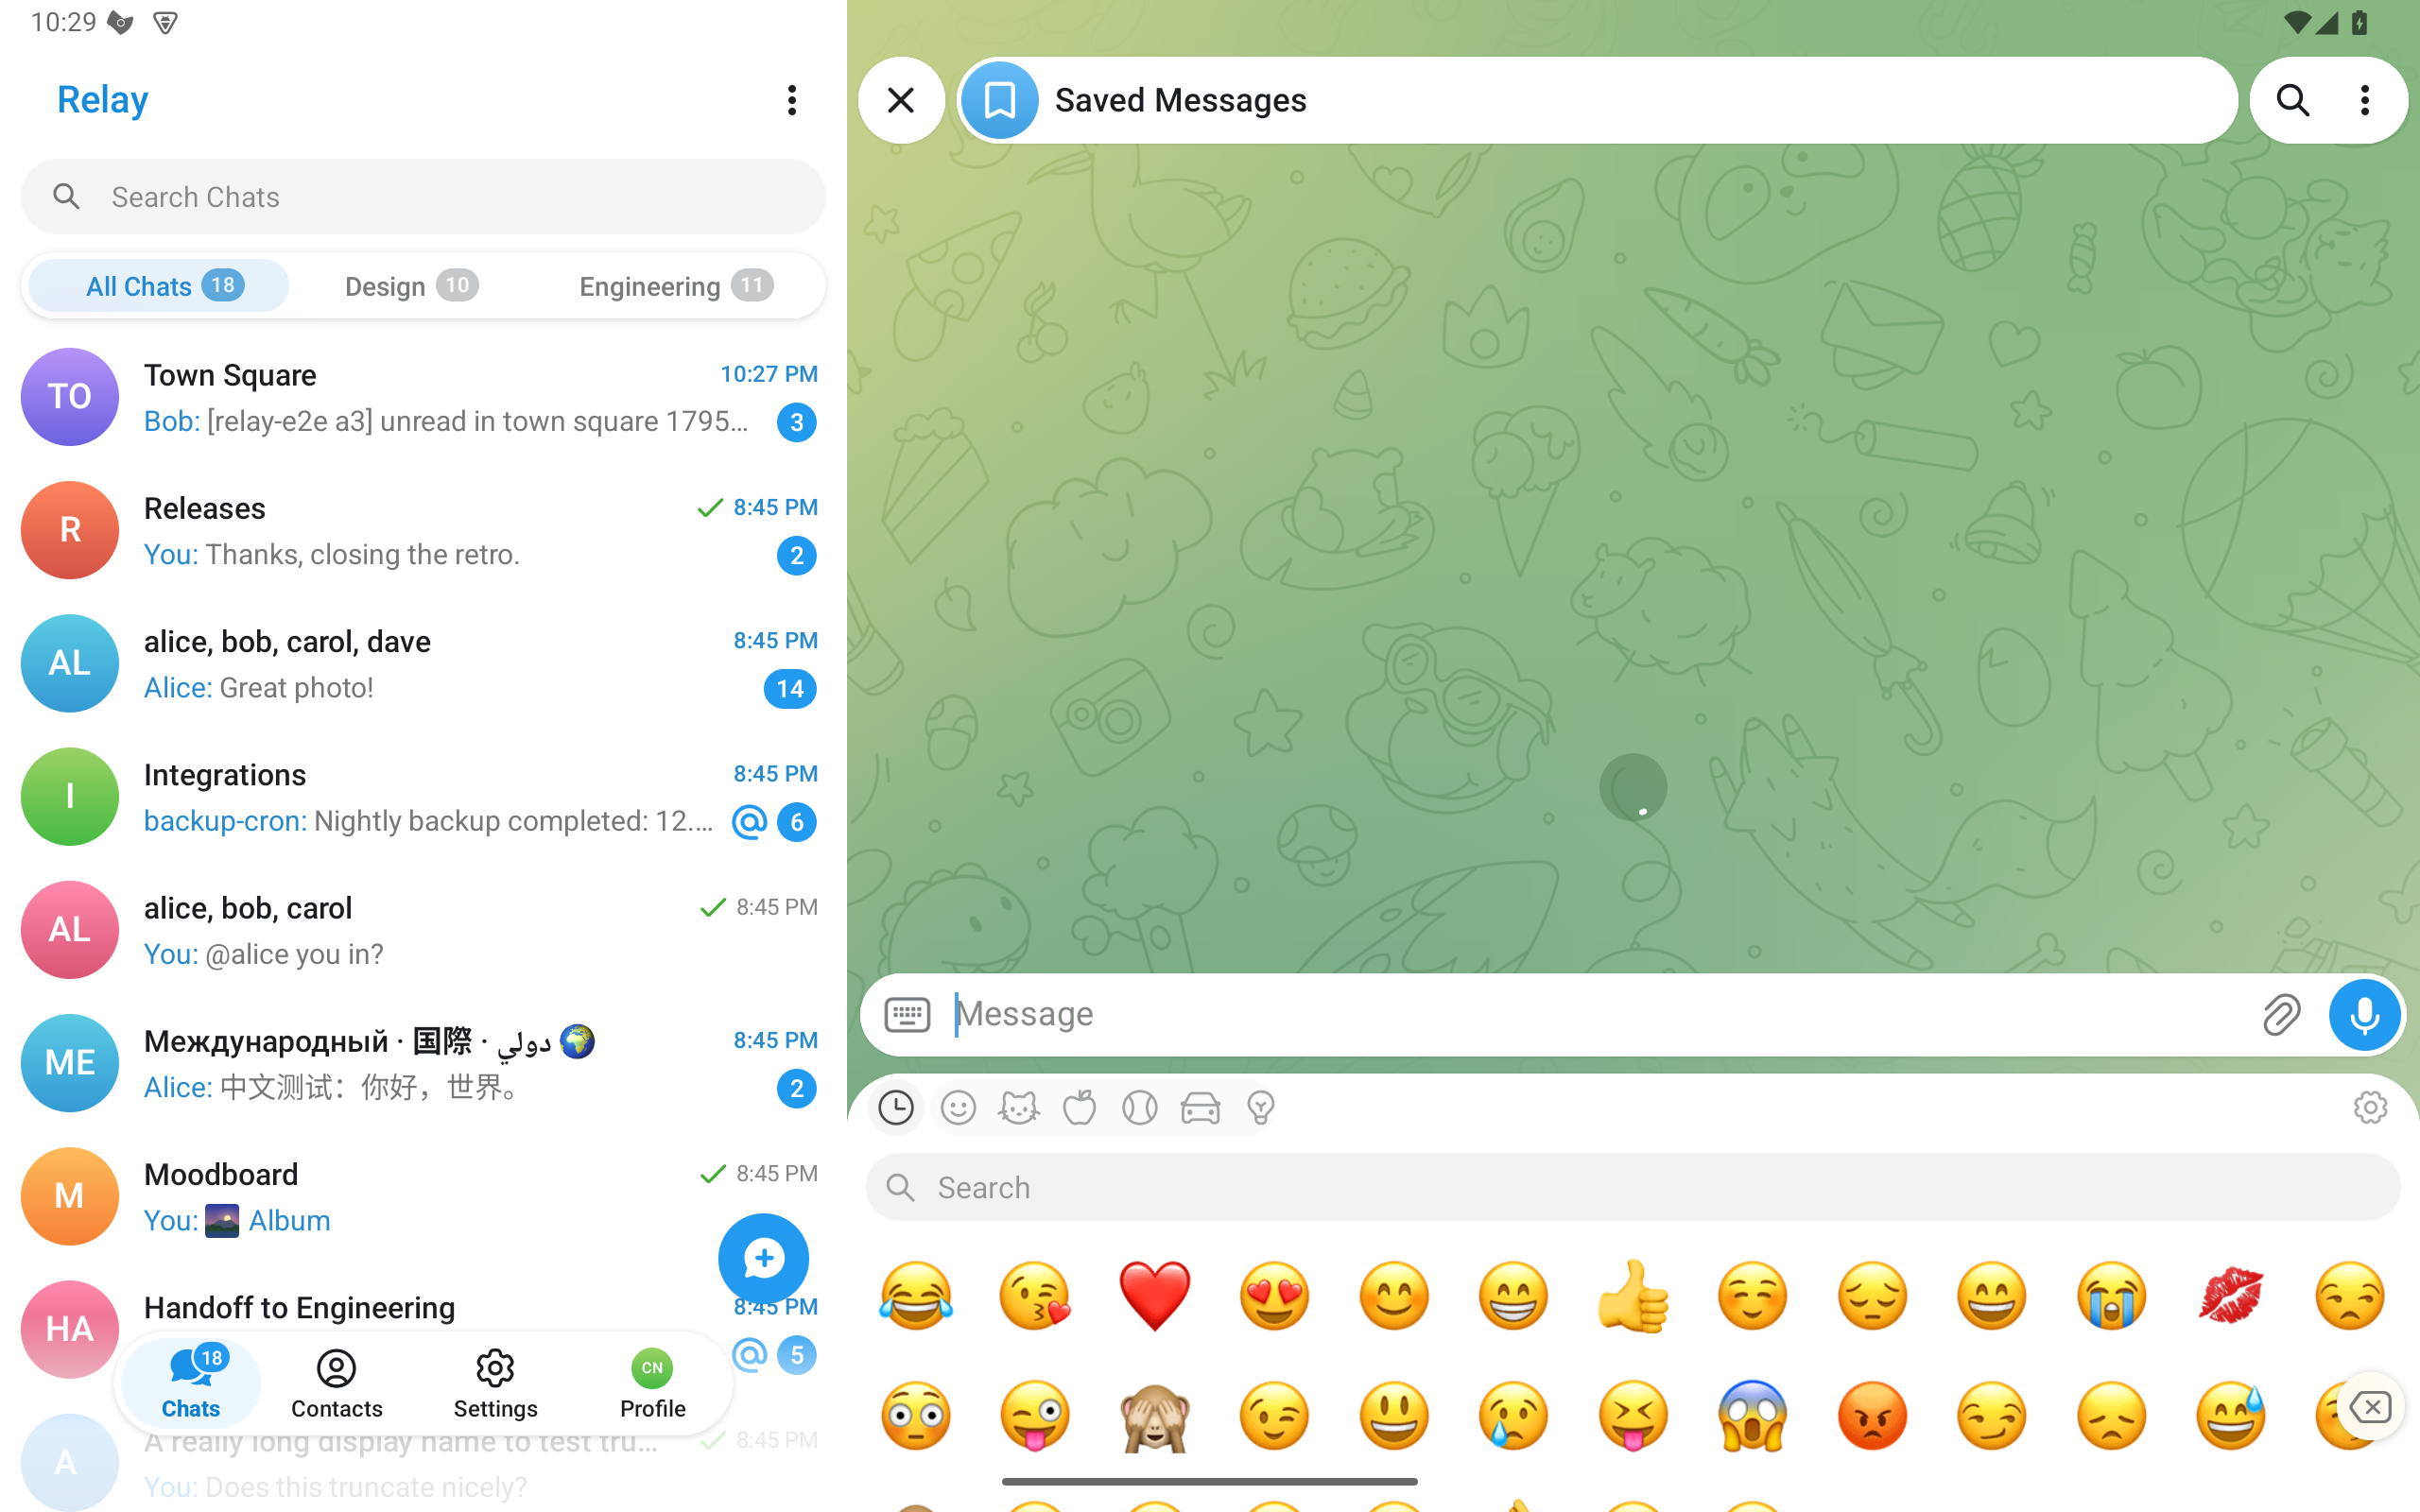 10:29
Relay
Search Chats
All Chats 18
Design 10
Engineering 11
TO
Town Square
10:27 PM
Bob: [relay-e2e a3] unread in town square 1795…
3
R
Releases
8:45 PM
You: Thanks, closing the retro.
2
AL
alice, bob, carol, dave
8:45 PM
Alice: Great photo!
14
I
Integrations
8:45 PM
backup-cron: Nightly backup completed: 12.…
@ 6
AL
alice, bob, carol
8:45 PM
You: @alice you in?
ME
Международный · 国際 · دولي 🌍
8:45 PM
Alice: 中文测试：你好，世界。
2
M
Moodboard
8:45 PM
You: Album
HA
Handoff to Engineering
8:45 PM
@ 5
A
A really long display name to test tru…
8:45 PM
You: Does this truncate nicely?
18
Chats
Contacts
Settings
CN
Profile
Saved Messages
Message
Search